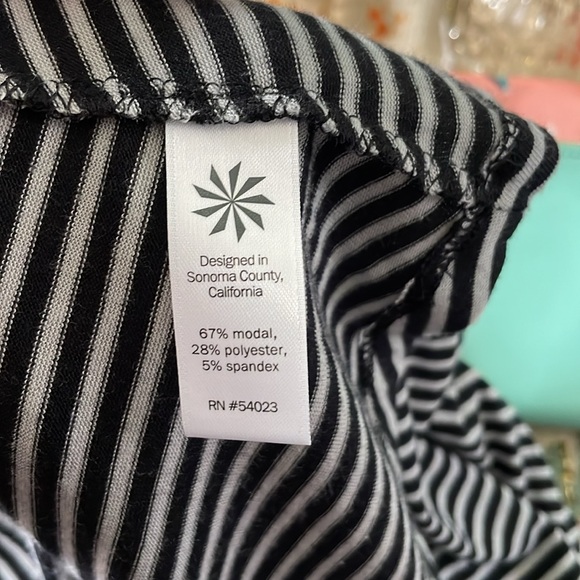 Designed in
Sonoma County,
California
67% modal,
28% polyester,
5% spandex
RN #54023